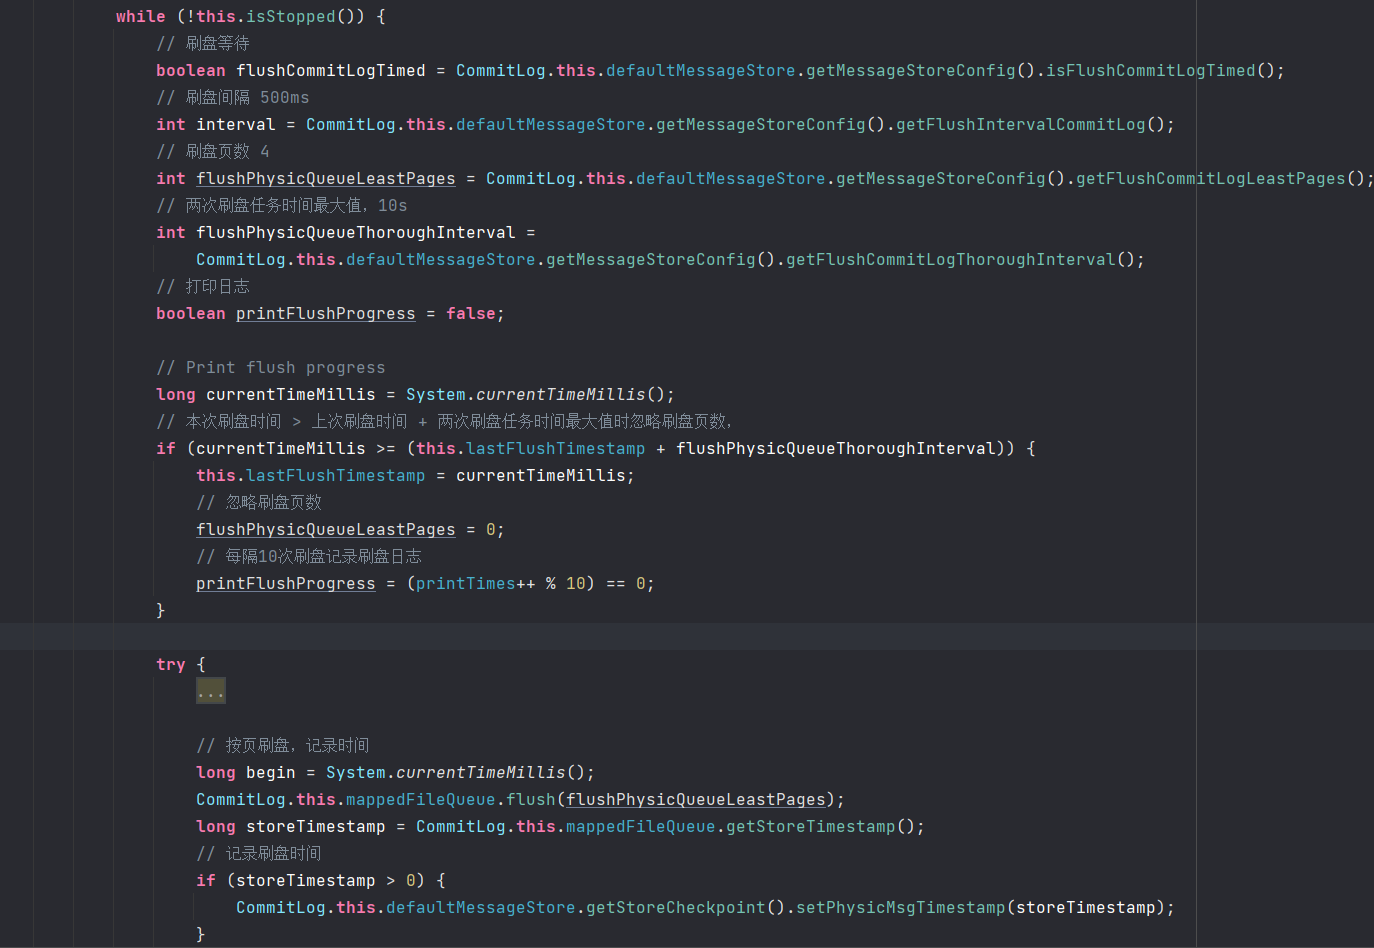 while (!this.isStopped()) {
// 刷盘等待
boolean flushCommitLogTimed = CommitLog.this.defaultMessageStore.getMessageStoreConfig().isFlushCommitLogTimed();
// 刷盘间隔 500ms
int interval = CommitLog.this.defaultMessageStore.getMessageStoreConfig().getFlushIntervalCommitLog();
// 刷盘页数 4
int flushPhysicQueueLeastPages = CommitLog.this.defaultMessageStore.getMessageStoreConfig().getFlushCommitLogLeastPages();
// 两次刷盘任务时间最大值，10s
int flushPhysicQueueThoroughInterval =
CommitLog.this.defaultMessageStore.getMessageStoreConfig().getFlushCommitLogThoroughInterval();
// 打印日志
boolean printFlushProgress = false;
// Print flush progress
long currentTimeMillis = System.currentTimeMillis();
// 本次刷盘时间 > 上次刷盘时间 + 两次刷盘任务时间最大值时忽略刷盘页数，
if (currentTimeMillis >= (this.lastFlushTimestamp + flushPhysicQueueThoroughInterval)) {
this.lastFlushTimestamp = currentTimeMillis;
// 忽略刷盘页数
flushPhysicQueueLeastPages = 0;
// 每隔10次刷盘记录刷盘日志
printFlushProgress = (printTimes++ % 10) == 0;
}
try {
...
// 按页刷盘，记录时间
long begin = System.currentTimeMillis();
CommitLog.this.mappedFileQueue.flush(flushPhysicQueueLeastPages);
long storeTimestamp = CommitLog.this.mappedFileQueue.getStoreTimestamp();
// 记录刷盘时间
if (storeTimestamp > 0) {
CommitLog.this.defaultMessageStore.getStoreCheckpoint().setPhysicMsgTimestamp(storeTimestamp);
}